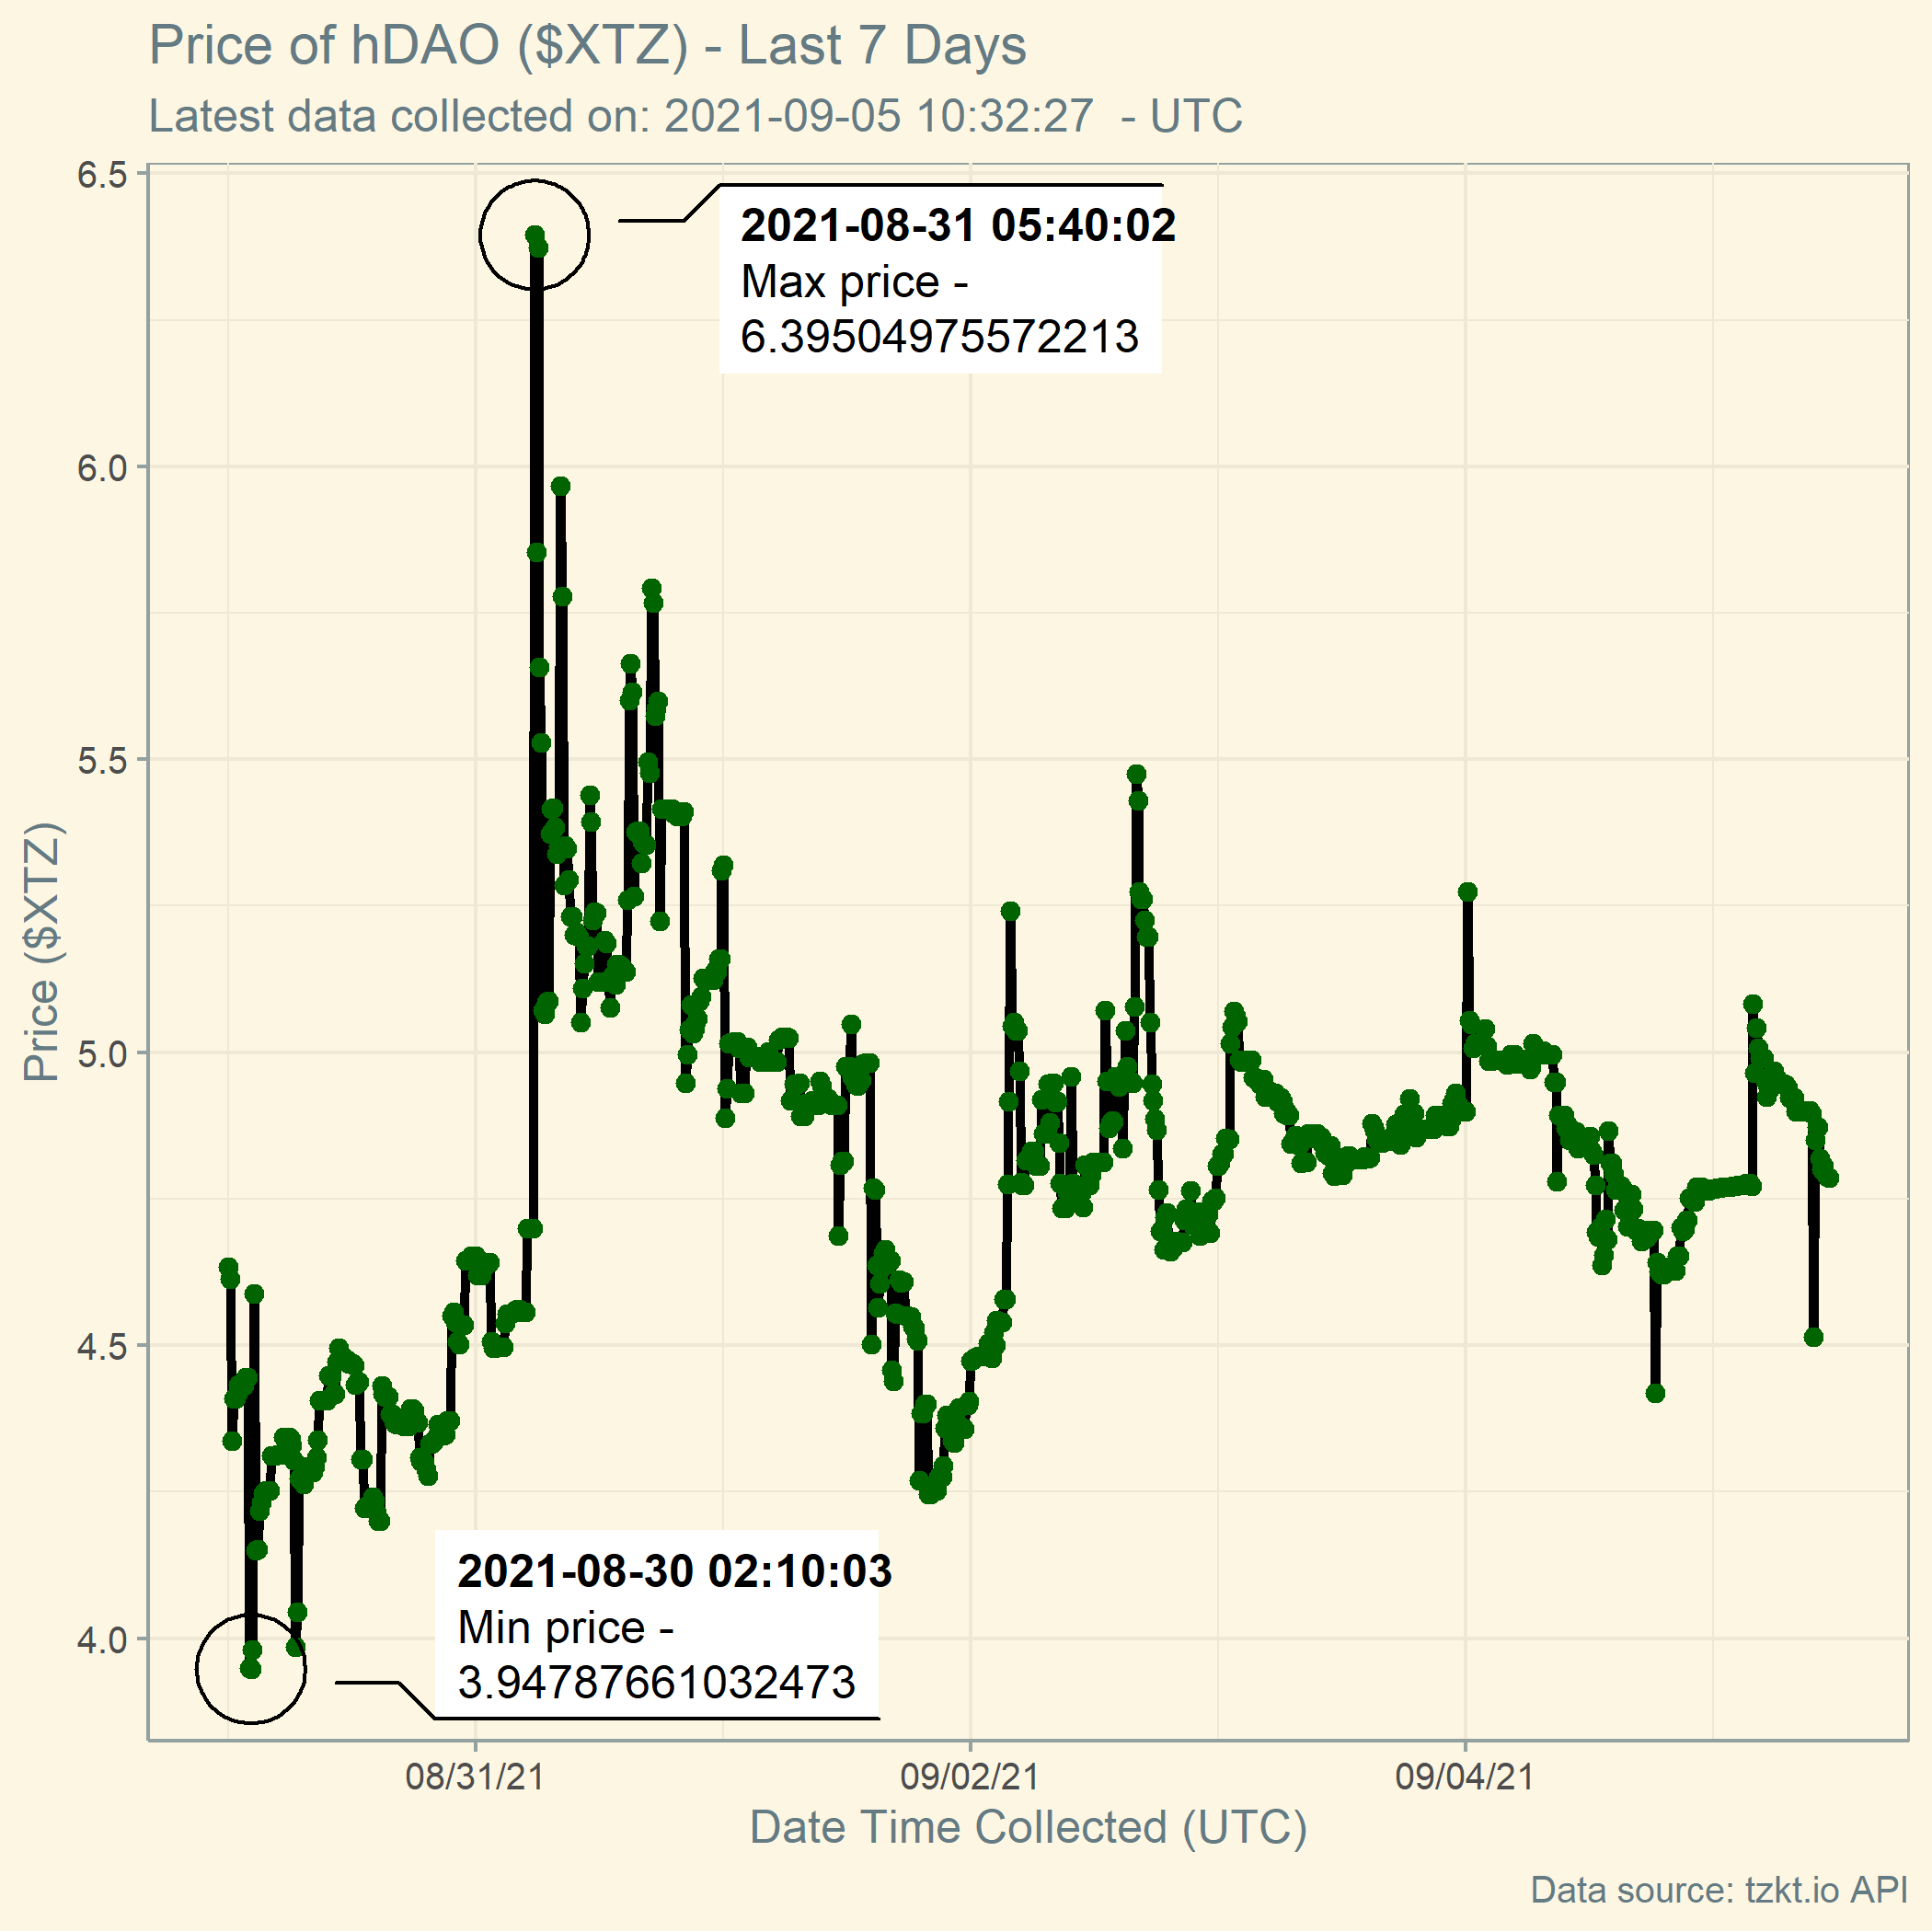 Price of hDAO ($XTZ) - Last 7 Days
Latest data collected on: 2021-09-05 10:32:27  - UTC
6.5
6.0
5.5
5.0
4.5
4.0
Price ($XTZ)
2021-08-31 05:40:02
Max price -
6.39504975572213
2021-08-30 02:10:03
Min price -
3.94787661032473
08/31/21
09/02/21
09/04/21
Date Time Collected (UTC)
Data source: tzkt.io API